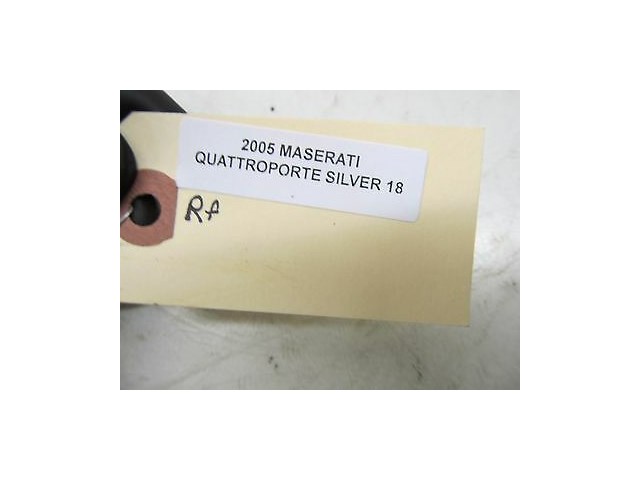 2005 MASERATI
QUATTROPORTE SILVER 18
Rf